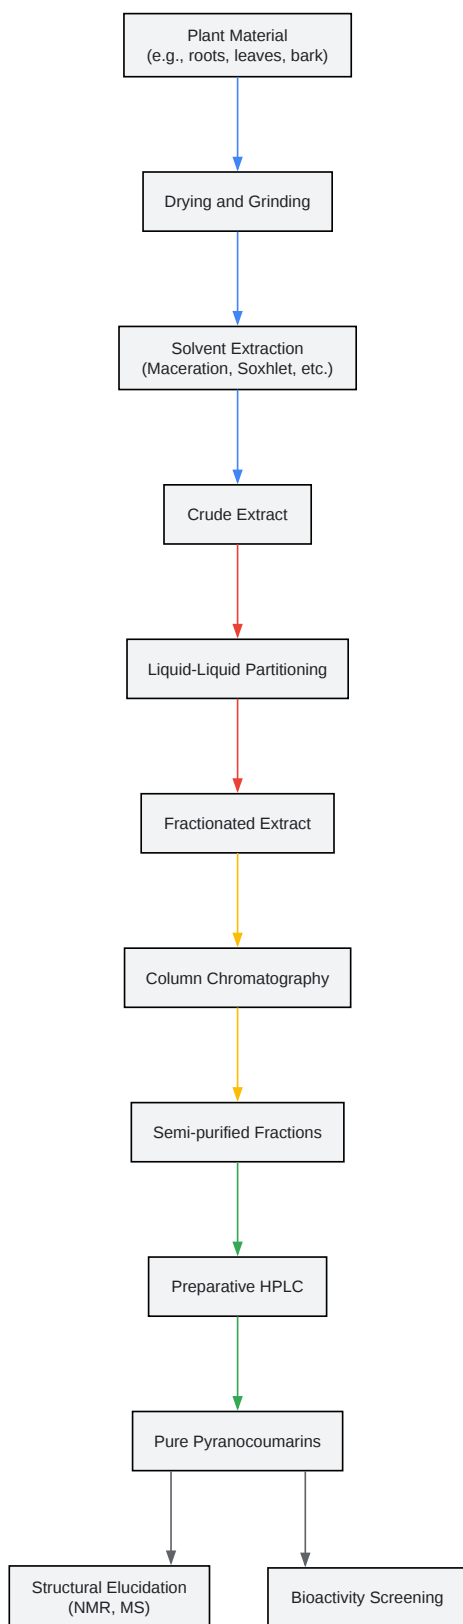 Plant Material
(e.g., roots, leaves, bark)
Drying and Grinding
Solvent Extraction
(Maceration, Soxhlet, etc.)
Crude Extract
Liquid-Liquid Partitioning
Fractionated Extract
Column Chromatography
Semi-purified Fractions
Preparative HPLC
Pure Pyranocoumarins
Structural Elucidation
(NMR, MS)
Bioactivity Screening